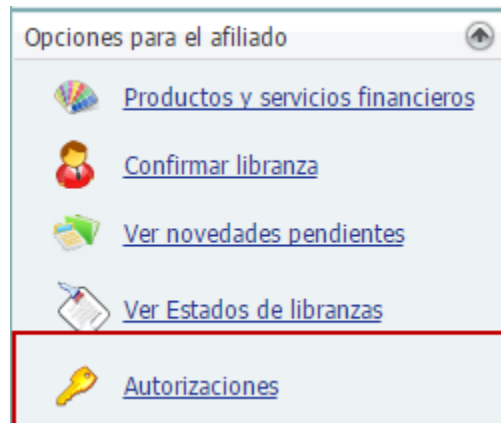 Opciones para el afiliado
Productos y servicios financieros
Confirmar libranza
Ver novedades pendientes
Ver Estados de libranzas
Autorizaciones